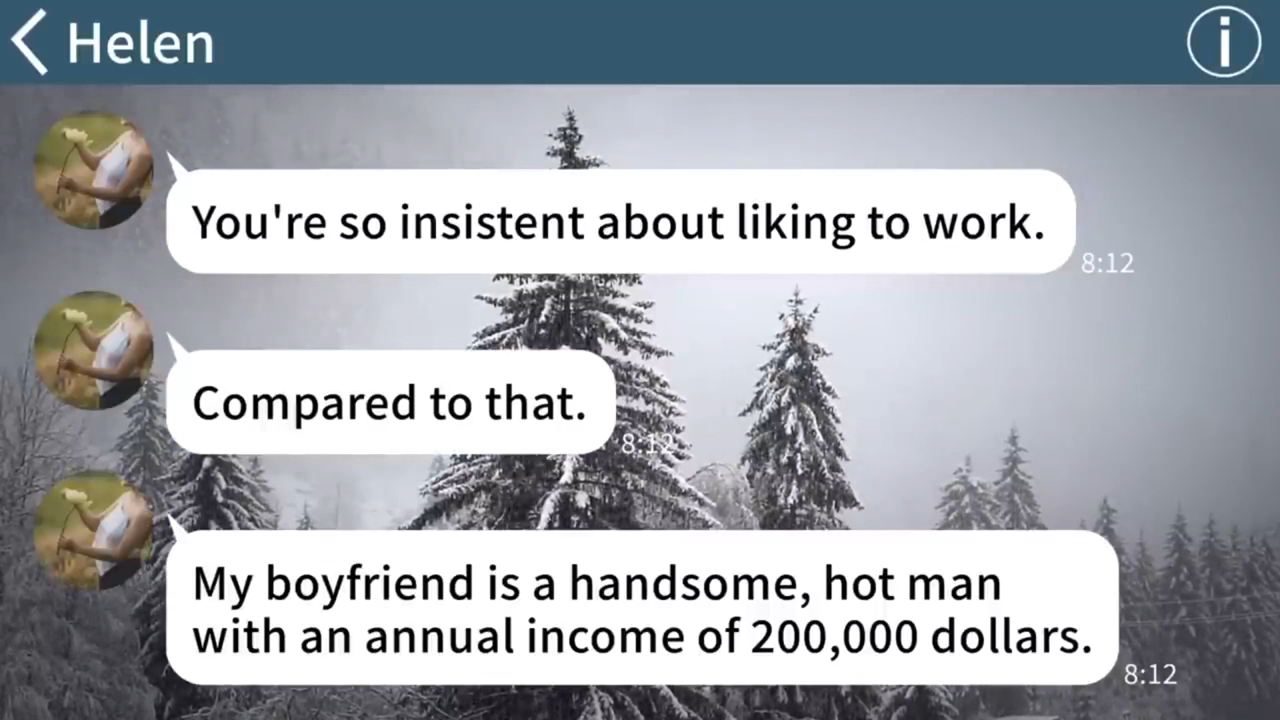 Helen
You're so insistent about liking to work.
8:12
Compared to that.
8:12
My boyfriend is a handsome, hot man
with an annual income of 200,000 dollars.
8:12